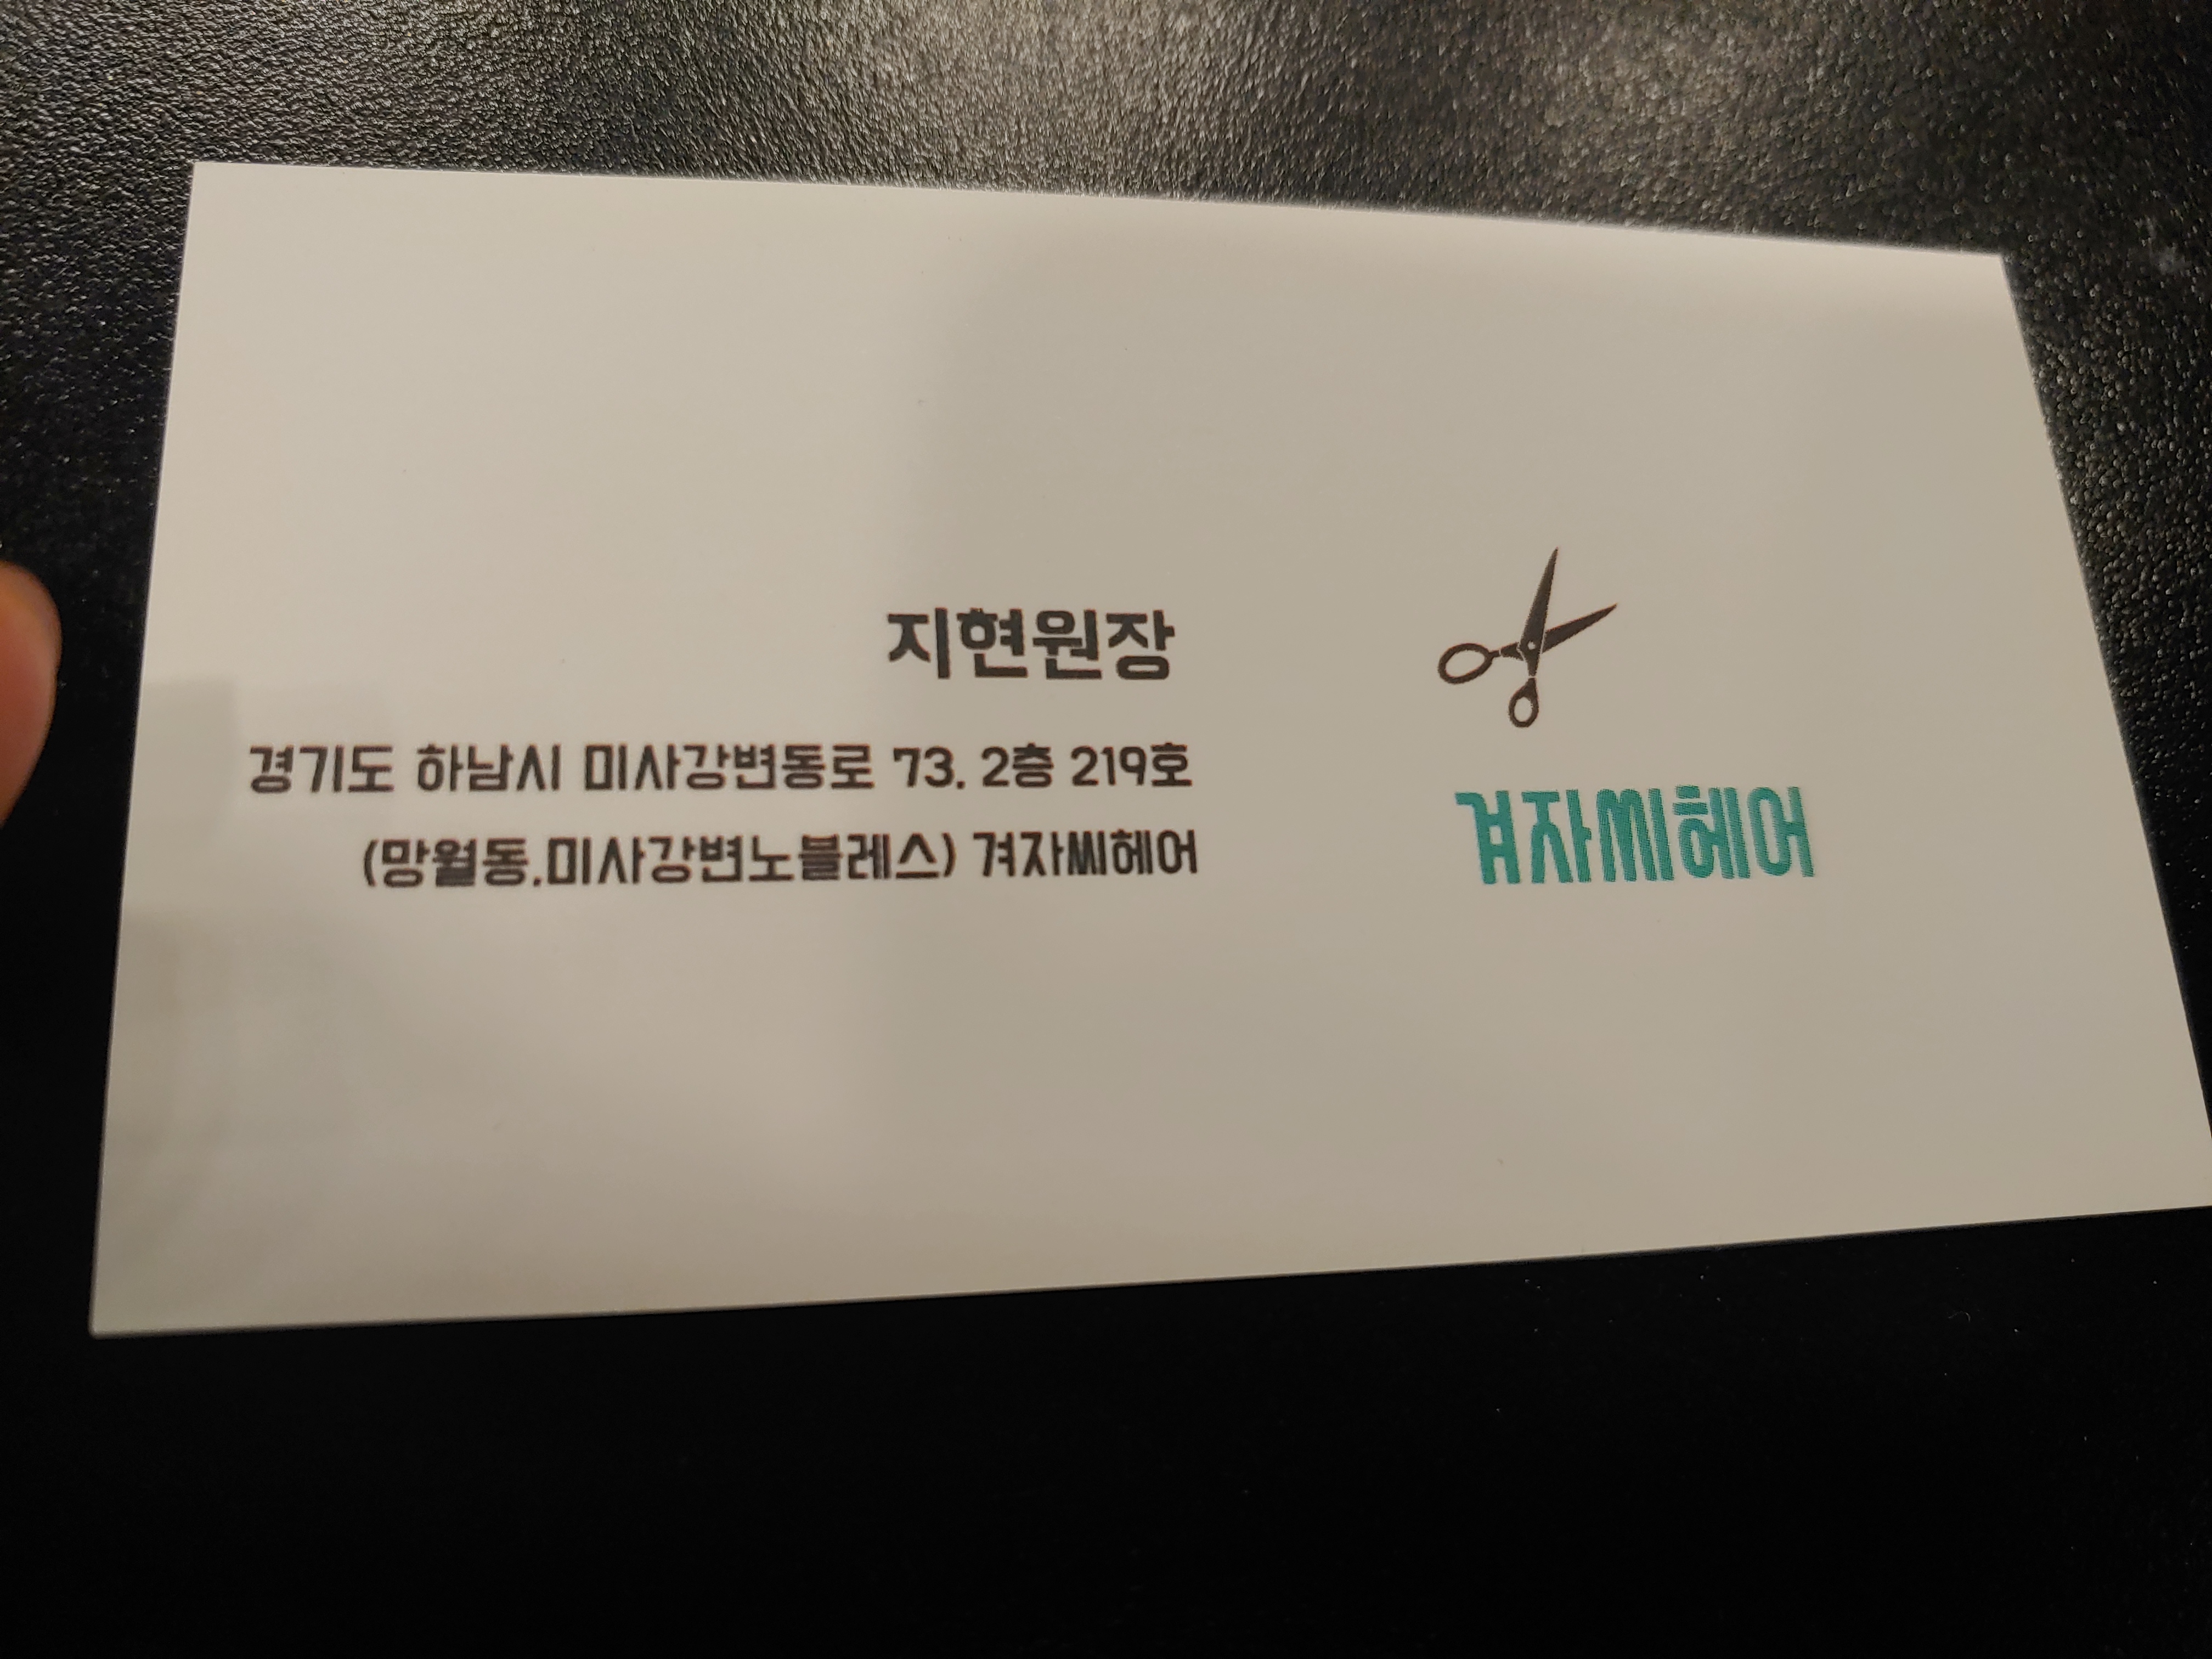 지현원장
경기도 하남시 미사강변동로 73, 2층 219호
(망월동,미사강변노블레스) 겨자씨헤어
겨자씨헤어